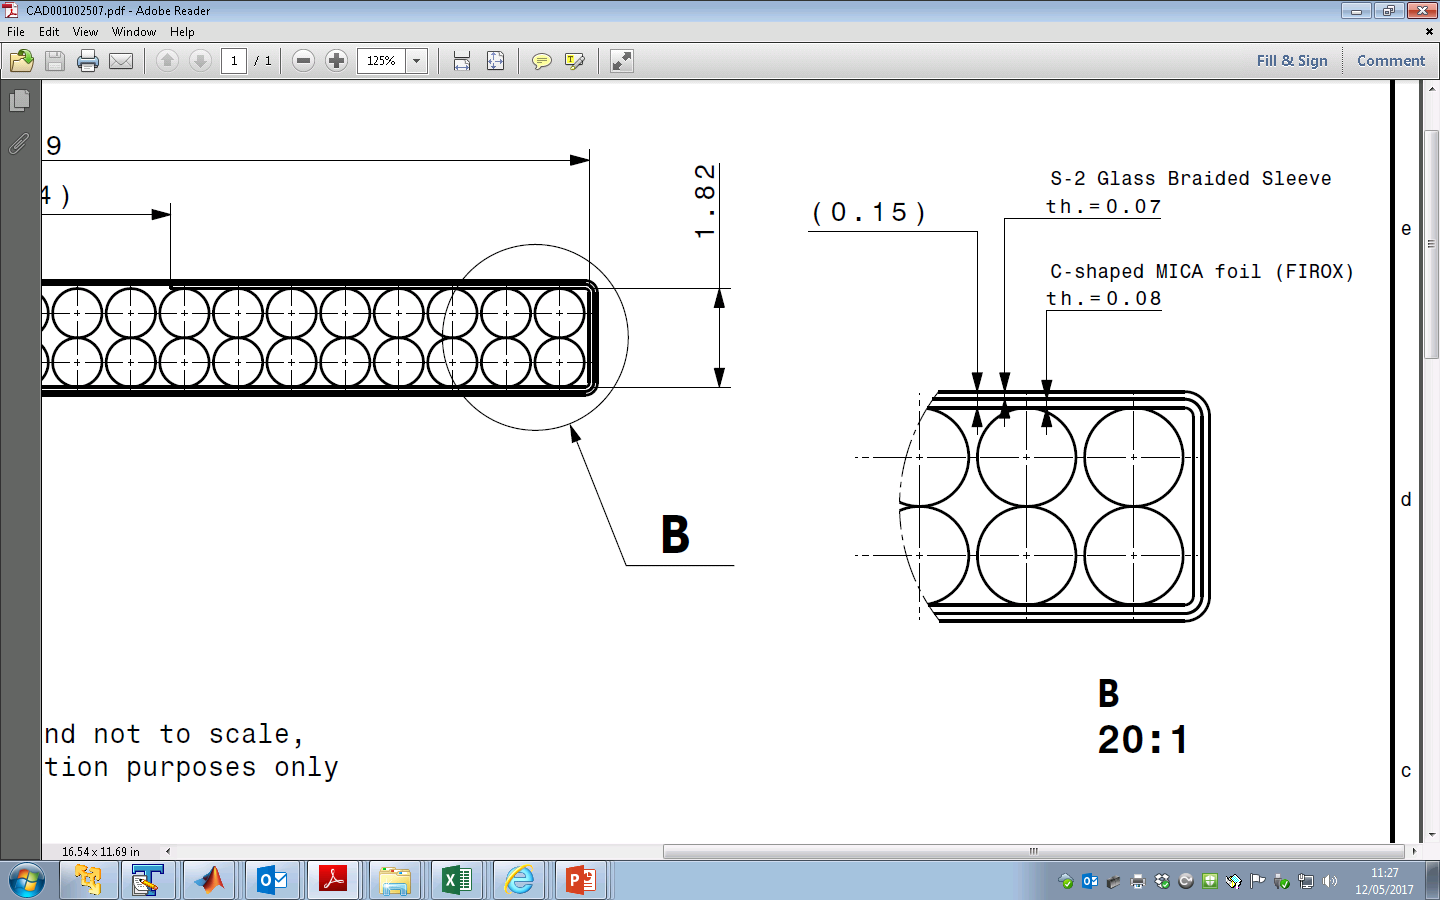 CAD001002507.pdf - Adobe Reader
File Edit View Window Help
1 / 1
125%
Fill & Sign
Comment
9
4)
1.82
(0.15)
S-2 Glass Braided Sleeve
th.=0.07
C-shaped MICA foil (FIROX)
th.=0.08
e
d
B
B
20:1
nd not to scale,
tion purposes only
c
16.54 x 11.69 in
11:27
12/05/2017